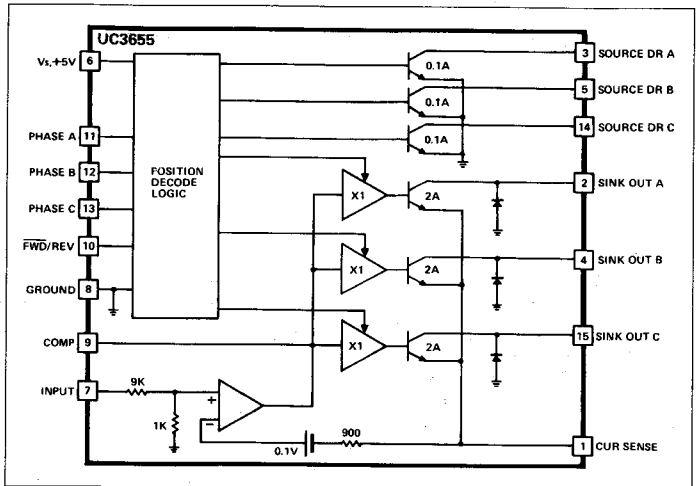 UC3655
Vs,+5V 6
PHASE A 11
PHASE B 12
PHASE C 13
FWD/REV 10
GROUND 8
COMP 9
INPUT 7
POSITION
DECODE
LOGIC
0.1A
0.1A
0.1A
X1
2A
X1
2A
X1
2A
9K
1K
+
−
0.1V
900
3 SOURCE DR A
5 SOURCE DR B
14 SOURCE DR C
2 SINK OUT A
4 SINK OUT B
15 SINK OUT C
1 CUR SENSE